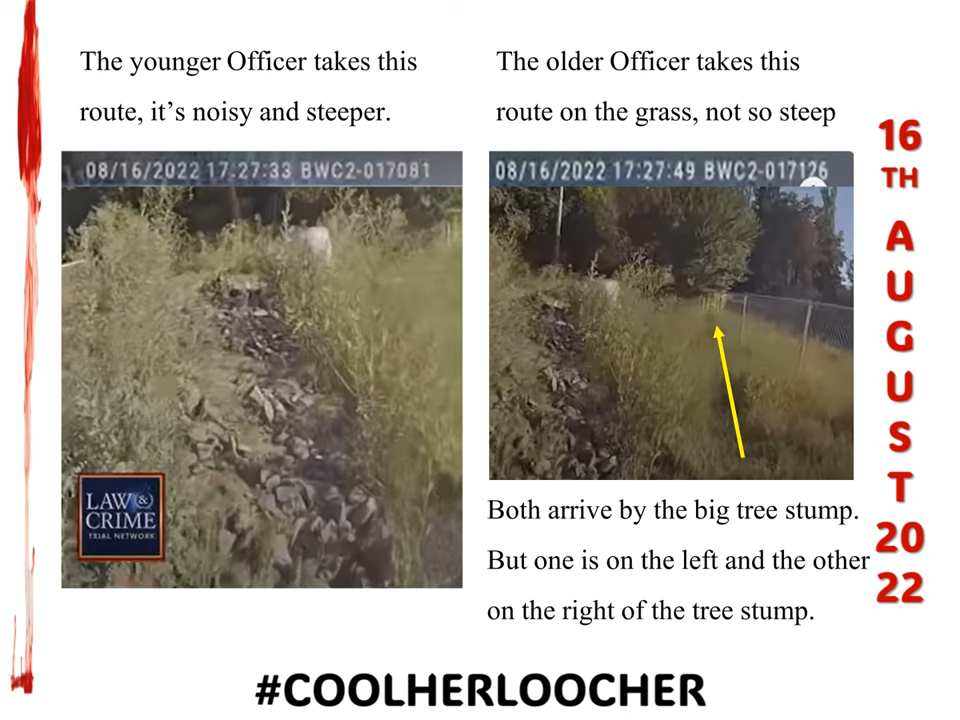 The younger Officer takes this
route, it’s noisy and steeper.
The older Officer takes this
route on the grass, not so steep
08/16/2022 17:27:33 BWC2-017081
08/16/2022 17:27:49 BWC2-017126
LAW &
CRIME
TRIAL NETWORK
Both arrive by the big tree stump.
But one is on the left and the other
on the right of the tree stump.
16
TH
A
U
G
U
S
T
20
22
#COOLHERLOOCHER